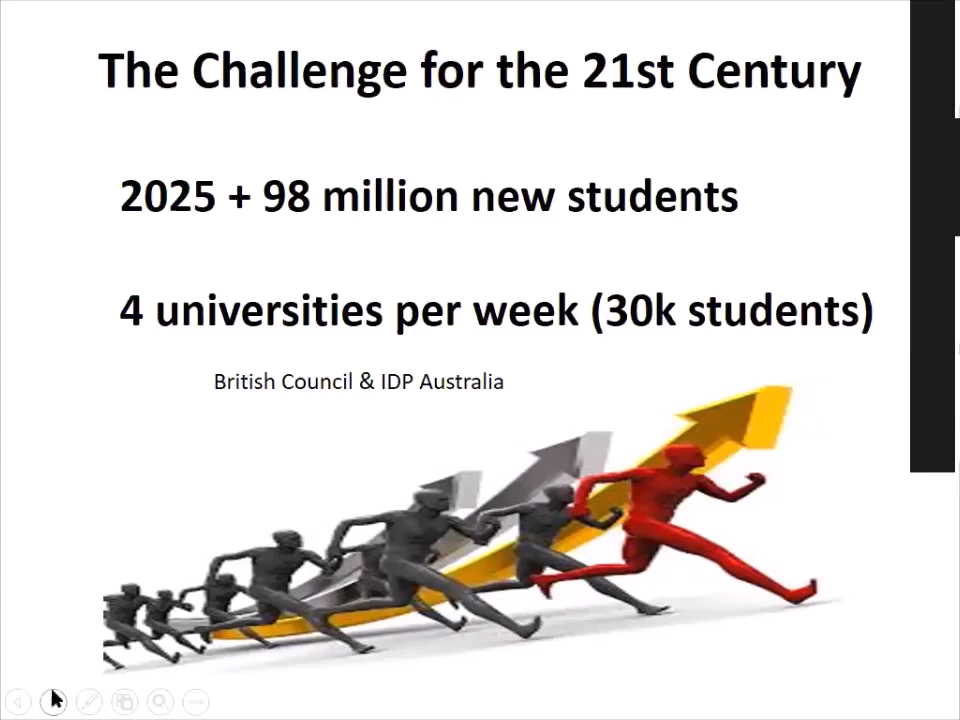 The Challenge for the 21st Century
2025 + 98 million new students
4 universities per week (30k students)
British Council & IDP Australia